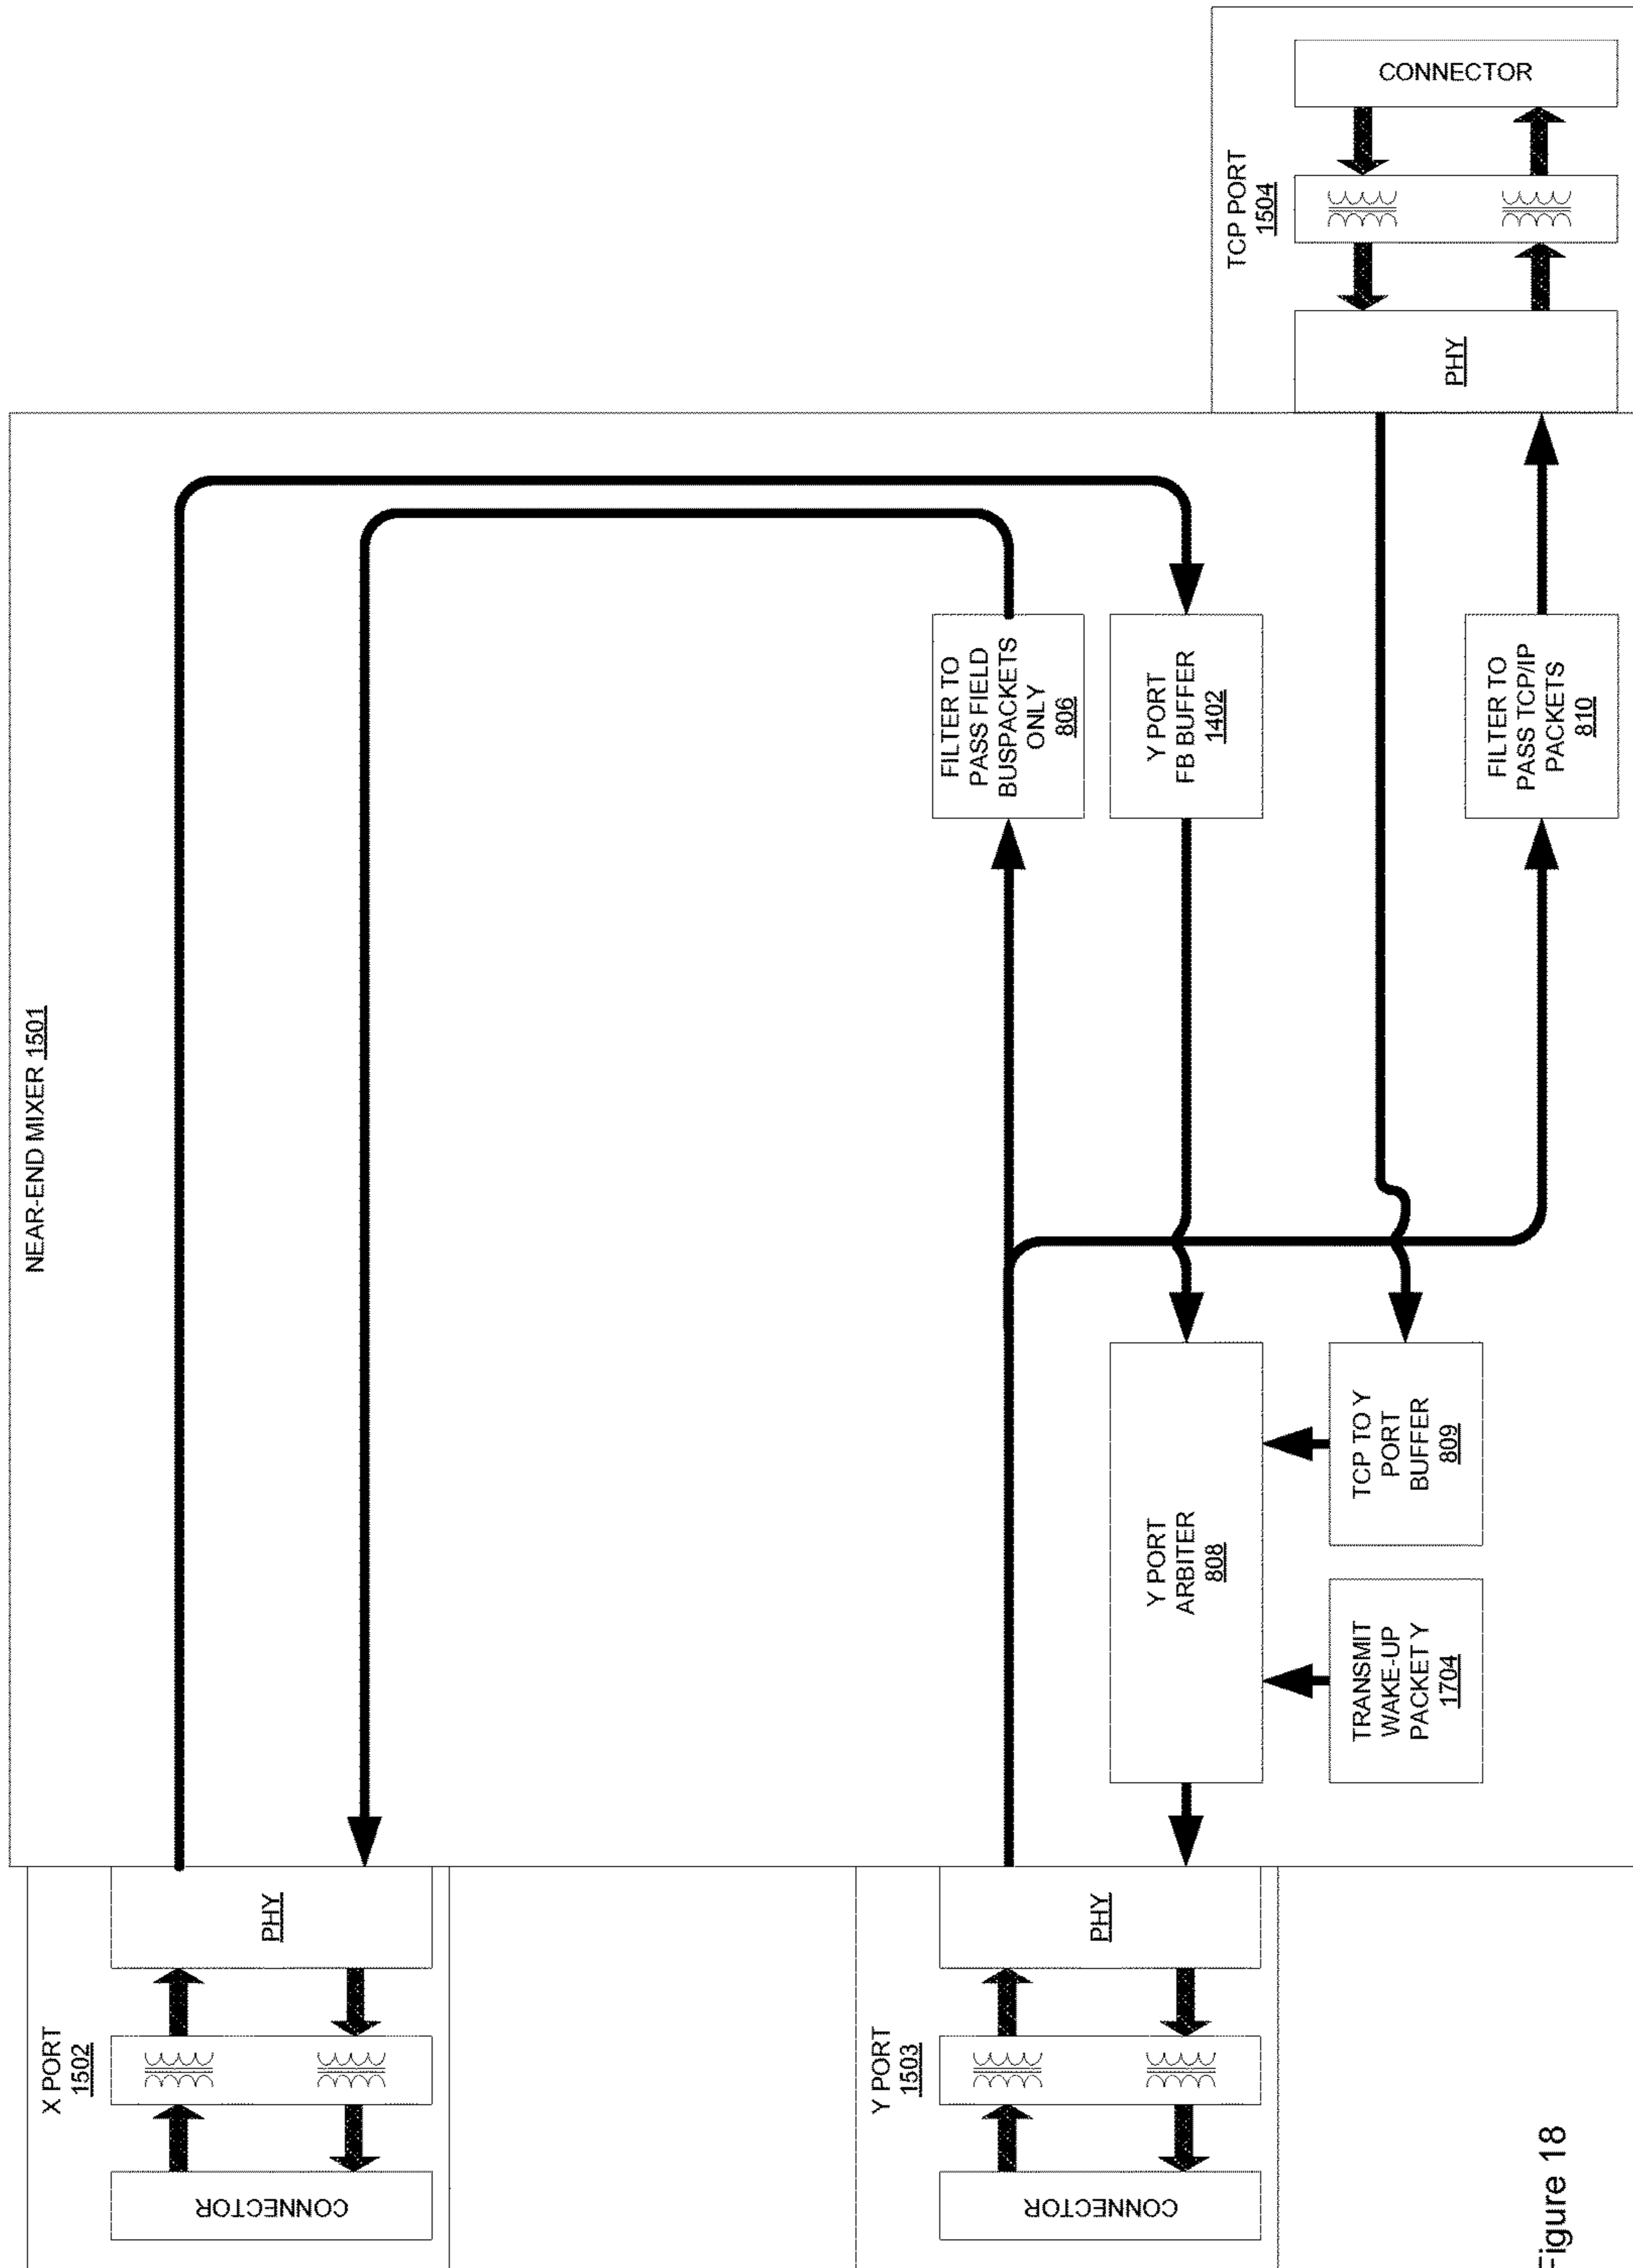 NEAR-END MIXER 1501
X PORT
1502
CONNECTOR
PHY
Y PORT
1503
CONNECTOR
PHY
FILTER TO
PASS FIELD
BUSPACKETS
ONLY
806
Y PORT
FB BUFFER
1402
Y PORT
ARBITER
808
TRANSMIT
WAKE-UP
PACKETY
1704
TCP TO Y
PORT
BUFFER
809
FILTER TO
PASS TCP/IP
PACKETS
810
TCP PORT
1504
PHY
CONNECTOR
Figure 18